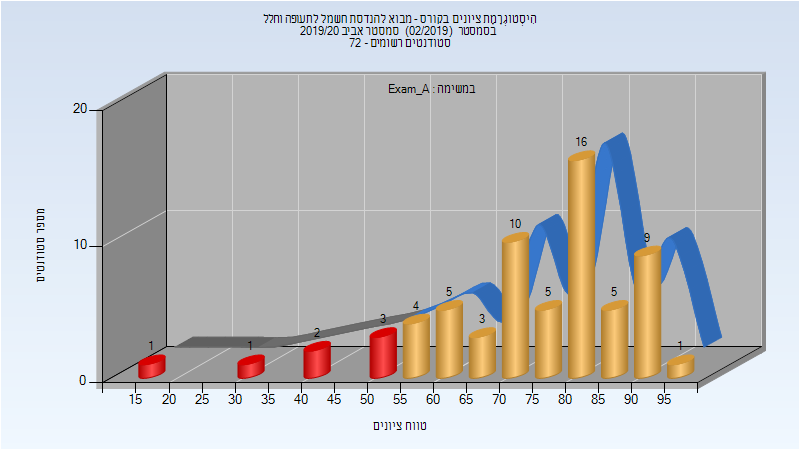 הִיסְטוֹגְרָמַת ציונים בקורס - מבוא להנדסת חשמל לתעופה וחלל
בסמסטר (02/2019) סמסטר אביב 2019/20
סטודנטים רשומים - 72
במשימה : Exam_A
מספר סטודנטים
20
10
0
1
1
2
3
4
5
3
10
5
16
5
9
1
15 20 25 30 35 40 45 50 55 60 65 70 75 80 85 90 95
טווח ציונים